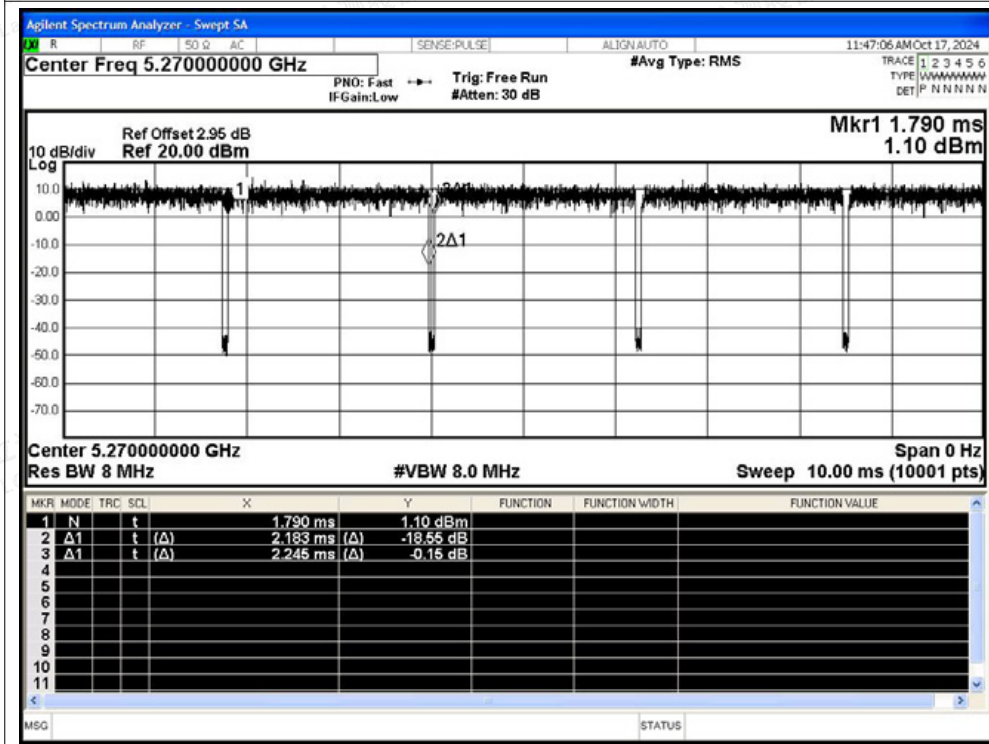 Agilent Spectrum Analyzer - Swept SA
R RF 50 Ω AC SENSE:PULSE ALIGN AUTO 11:47:06 AM Oct 17, 2024
Center Freq 5.270000000 GHz #Avg Type: RMS TRACE 1 2 3 4 5 6
PNO: Fast Trig: Free Run TYPE WWWWWW
IFGain:Low #Atten: 30 dB DET P N N N N N
Mkr1 1.790 ms
Ref Offset 2.95 dB
10 dB/div Ref 20.00 dBm 1.10 dBm
Log
10.0
1
0.00
2Δ1
-10.0
-20.0
-30.0
-40.0
-50.0
-60.0
-70.0
Center 5.270000000 GHz Span 0 Hz
Res BW 8 MHz #VBW 8.0 MHz Sweep 10.00 ms (10001 pts)
MKR MODE TRC SCL X Y FUNCTION FUNCTION WIDTH FUNCTION VALUE
1 N t 1.790 ms 1.10 dBm
2 Δ1 t (Δ) 2.183 ms (Δ) -18.55 dB
3 Δ1 t (Δ) 2.245 ms (Δ) -0.15 dB
4
5
6
7
8
9
10
11
MSG STATUS